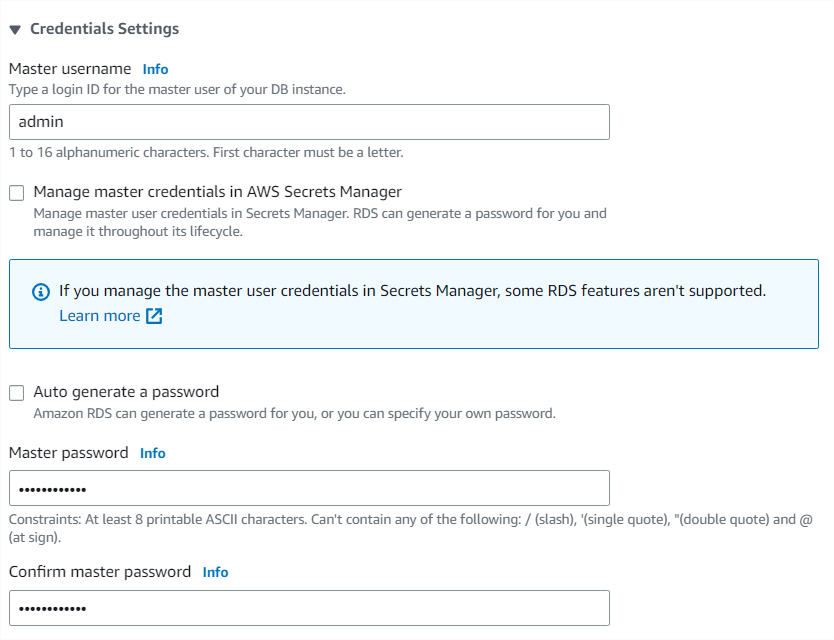 Credentials Settings
Master username Info
Type a login ID for the master user of your DB instance.
admin
1 to 16 alphanumeric characters. First character must be a letter.
Manage master credentials in AWS Secrets Manager
Manage master user credentials in Secrets Manager. RDS can generate a password for you and
manage it throughout its lifecycle.
If you manage the master user credentials in Secrets Manager, some RDS features aren't supported.
Learn more
Auto generate a password
Amazon RDS can generate a password for you, or you can specify your own password.
Master password Info
••••••••••••
Constraints: At least 8 printable ASCII characters. Can't contain any of the following: / (slash), '(single quote), "(double quote) and @
(at sign).
Confirm master password Info
••••••••••••